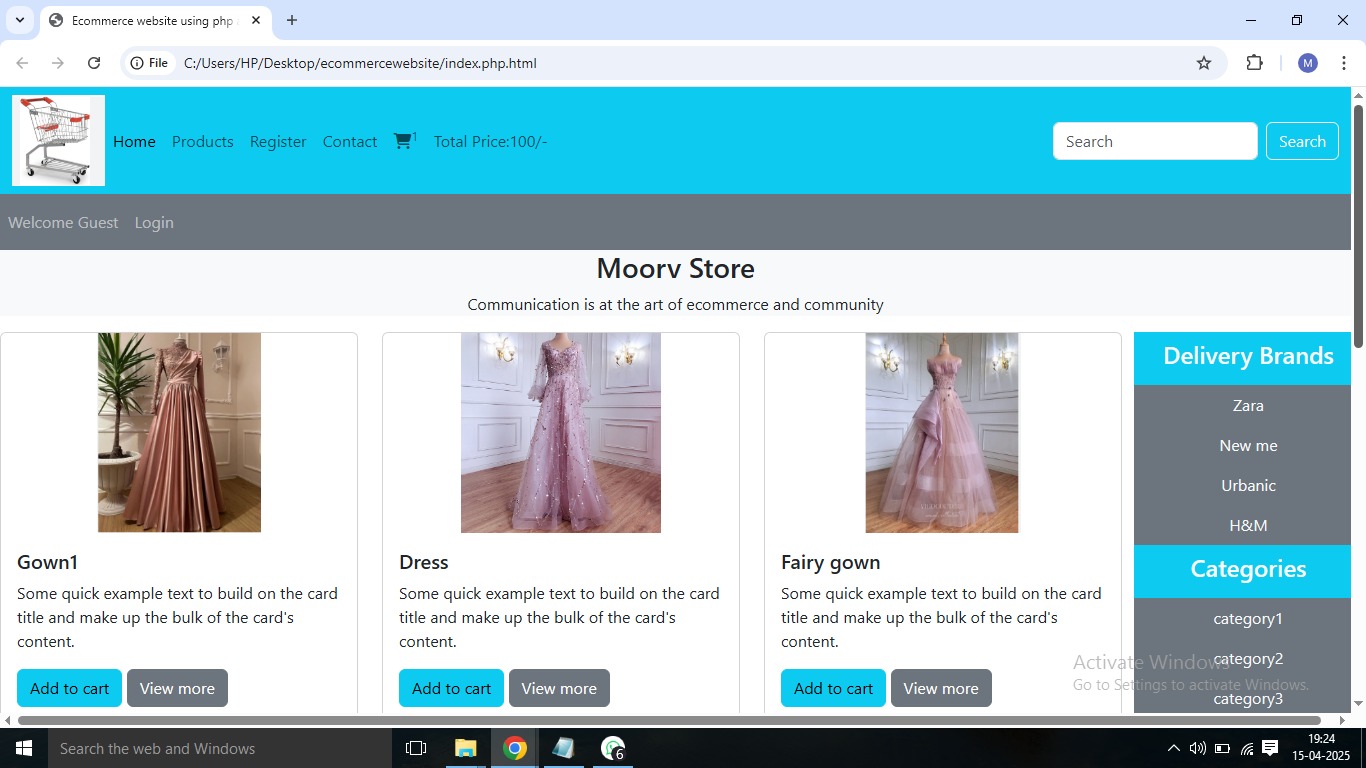 Ecommerce website using php
File
C:/Users/HP/Desktop/ecommercewebsite/index.php.html
M
Home
Products
Register
Contact
1
Total Price:100/-
Search
Search
Welcome Guest
Login
Moorv Store
Communication is at the art of ecommerce and community
Gown1
Some quick example text to build on the card
title and make up the bulk of the card's
content.
Add to cart
View more
Dress
Some quick example text to build on the card
title and make up the bulk of the card's
content.
Add to cart
View more
Fairy gown
Some quick example text to build on the card
title and make up the bulk of the card's
content.
Add to cart
View more
Delivery Brands
Zara
New me
Urbanic
H&M
Categories
category1
category2
category3
Activate Windows
Go to Settings to activate Windows.
Search the web and Windows
6
19:24
15-04-2025